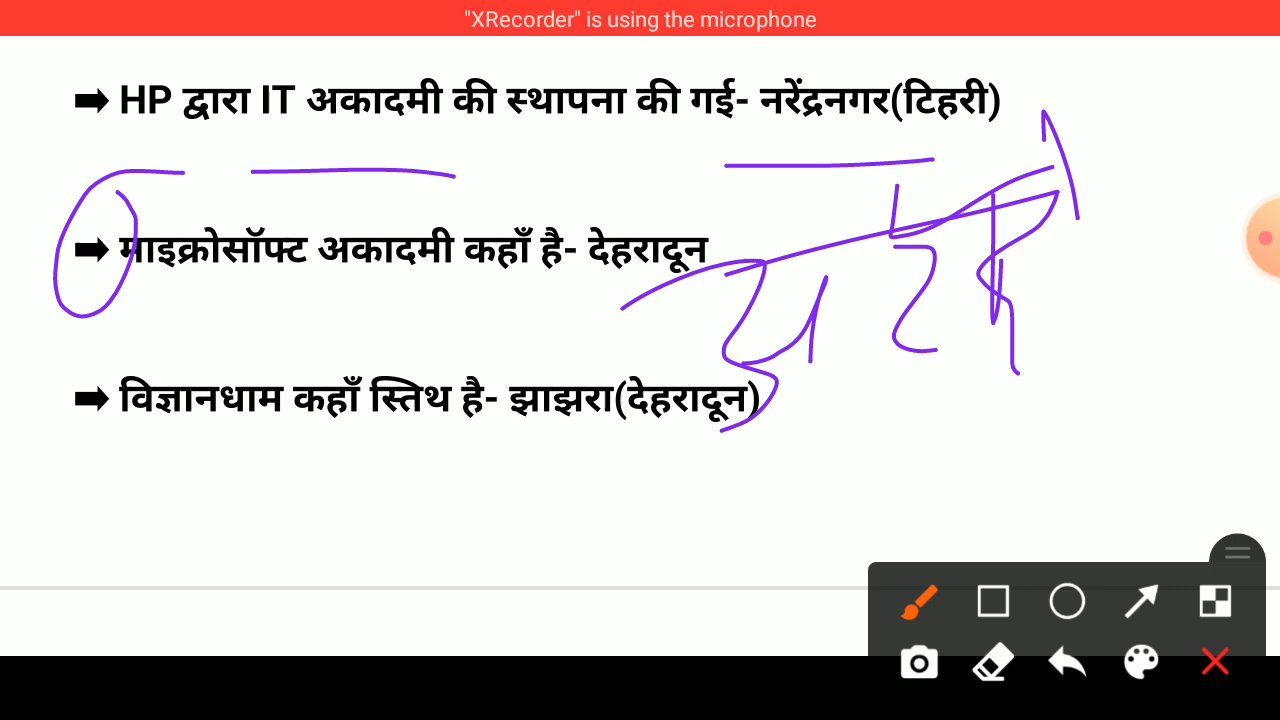 "XRecorder" is using the microphone
➡ HP द्वारा IT अकादमी की स्थापना की गई- नरेंद्रनगर(टिहरी)
➡ माइक्रोसॉफ्ट अकादमी कहाँ है- देहरादून
➡ विज्ञानधाम कहाँ स्तिथ है- झाझरा(देहरादून)